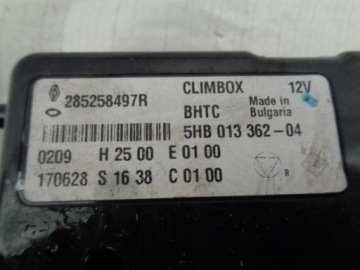 285258497R CLIMBOX 12V
BHTC Made in Bulgaria
5HB 013 362-04
0209 H 25 00 E 01 00
170628 S 16 38 C 01 00
R